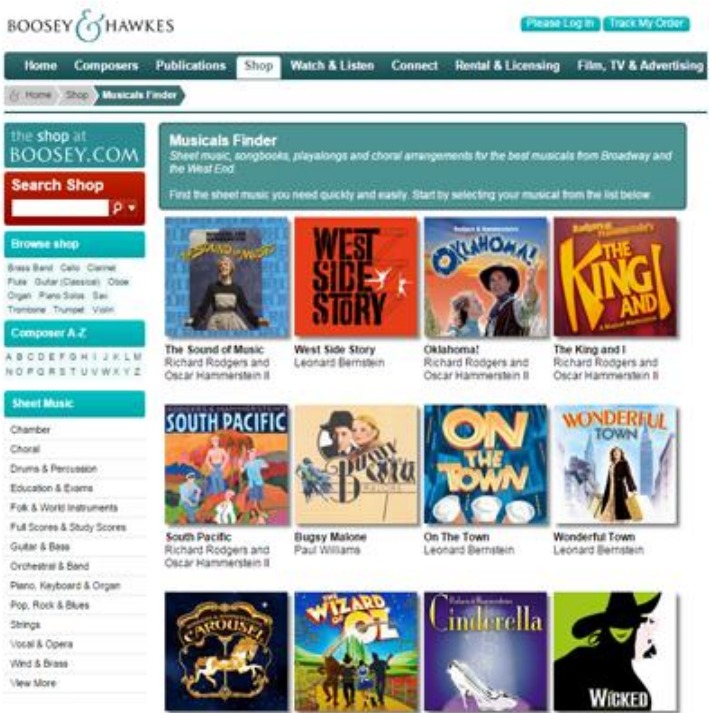 BOOSEY & HAWKES
Please Log In
Track My Order
Home Composers Publications Shop Watch & Listen Connect Rental & Licensing Film, TV & Advertising
Home Shop Musicals Finder
the shop at
BOOSEY.COM
Search Shop
Browse shop
Brass Band Cello Clarinet
Flute Guitar (Classical) Oboe
Organ Piano Solos Sax
Trombone Trumpet Violin
Composer A-Z
A B C D E F G H I J K L M
N O P Q R S T U V W X Y Z
Sheet Music
Chamber
Choral
Drums & Percussion
Education & Exams
Folk & World Instruments
Full Scores & Study Scores
Guitar & Bass
Orchestral & Band
Piano, Keyboard & Organ
Pop, Rock & Blues
Strings
Vocal & Opera
Wind & Brass
View More
Musicals Finder
Sheet music, songbooks, playalongs and choral arrangements for the best musicals from Broadway and
the West End.
Find the sheet music you need quickly and easily. Start by selecting your musical from the list below.
THE SOUND OF MUSIC
The Sound of Music
Richard Rodgers and
Oscar Hammerstein II
WEST
SIDE
STORY
West Side Story
Leonard Bernstein
Rodgers & Hammerstein's
OKLAHOMA!
Oklahoma!
Richard Rodgers and
Oscar Hammerstein II
Rodgers & Hammerstein's
THE
KING
AND I
The King and I
Richard Rodgers and
Oscar Hammerstein II
RODGERS & HAMMERSTEIN'S
SOUTH PACIFIC
South Pacific
Richard Rodgers and
Oscar Hammerstein II
BUGSY
MALONE
Bugsy Malone
Paul Williams
ON
THE
TOWN
On The Town
Leonard Bernstein
WONDERFUL
TOWN
Wonderful Town
Leonard Bernstein
CAROUSEL
THE
WIZARD
OF OZ
Rodgers & Hammerstein's
Cinderella
WICKED